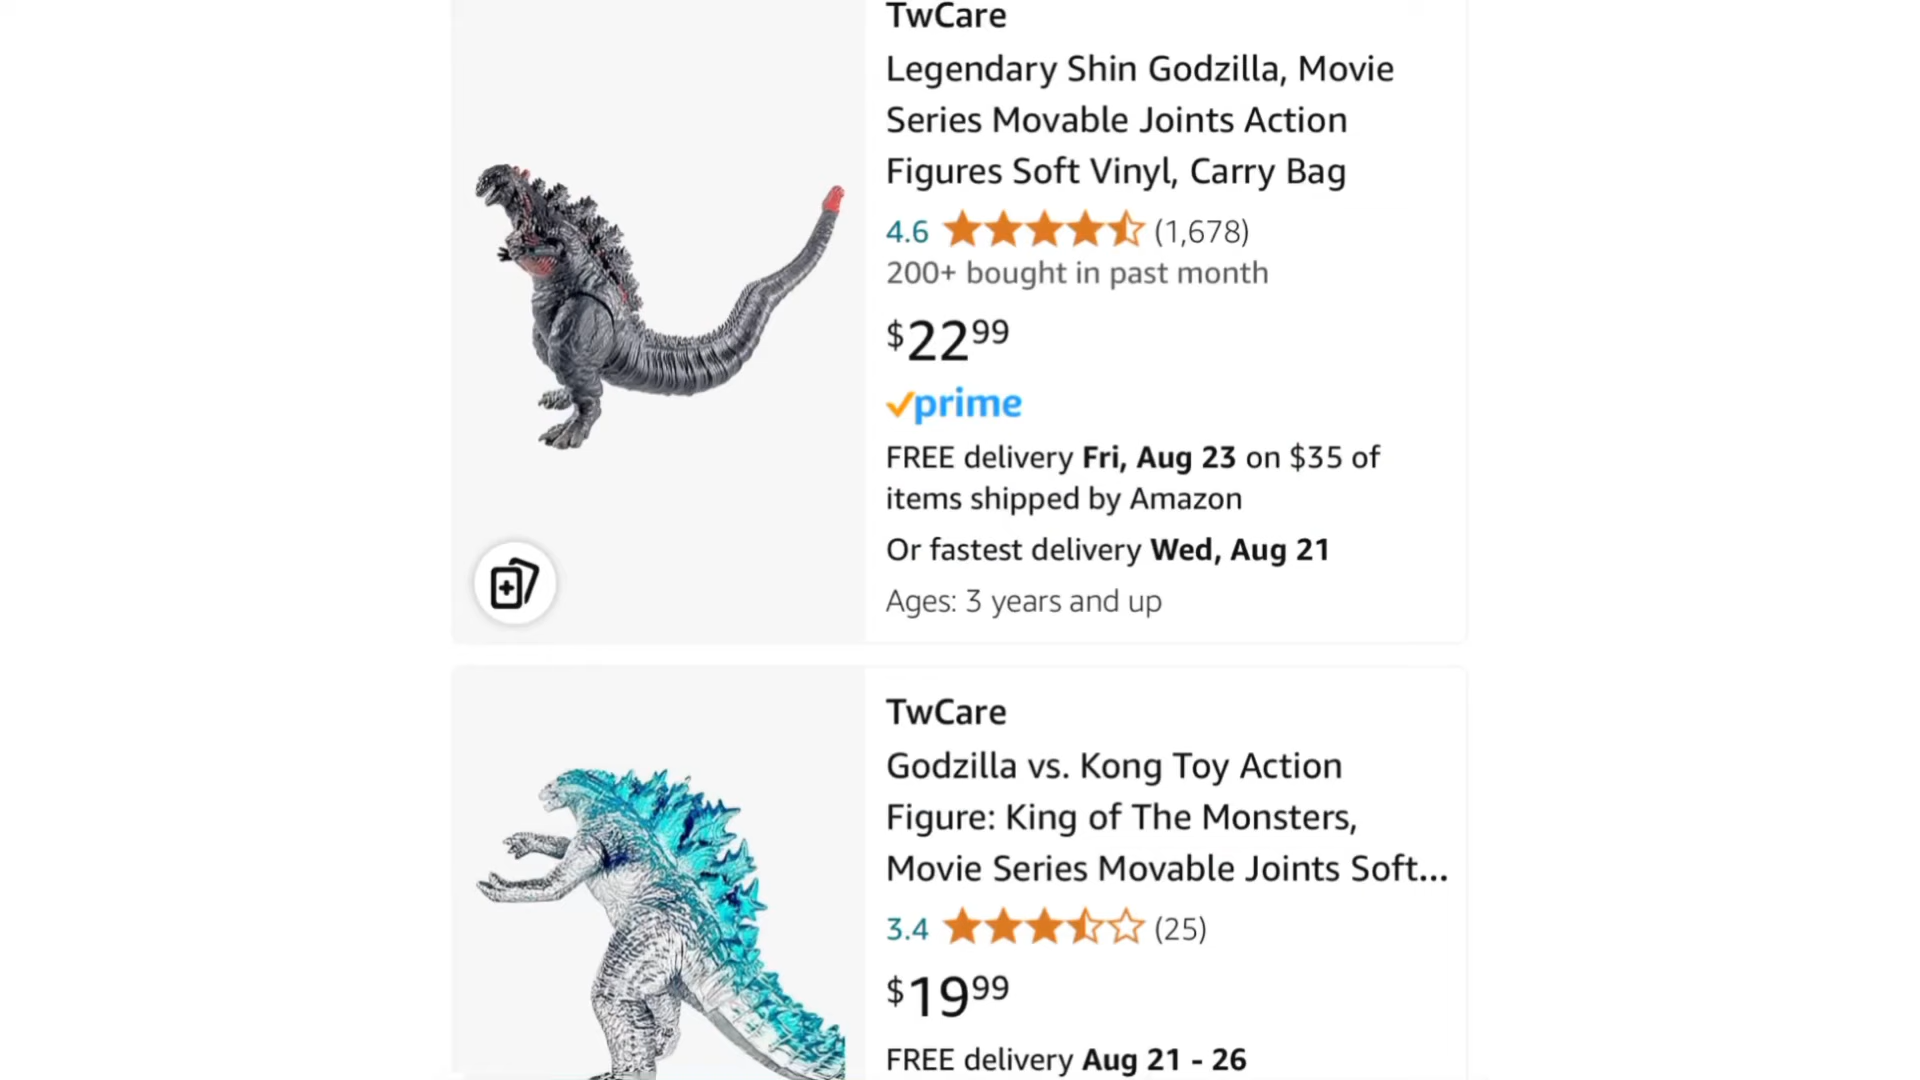 TwCare
Legendary Shin Godzilla, Movie
Series Movable Joints Action
Figures Soft Vinyl, Carry Bag
4.6 (1,678)
200+ bought in past month
$22.99
prime
FREE delivery Fri, Aug 23 on $35 of
items shipped by Amazon
Or fastest delivery Wed, Aug 21
Ages: 3 years and up
TwCare
Godzilla vs. Kong Toy Action
Figure: King of The Monsters,
Movie Series Movable Joints Soft...
3.4 (25)
$19.99
FREE delivery Aug 21 - 26